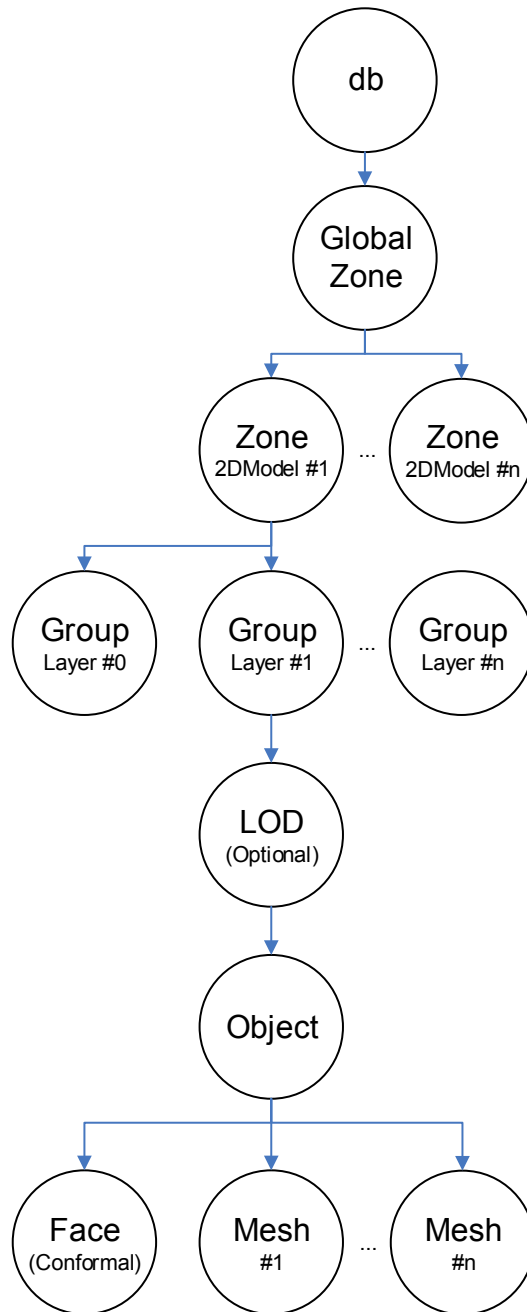 db
Global
Zone
Zone
2DModel #1
...
Zone
2DModel #n
Group
Layer #0
Group
Layer #1
...
Group
Layer #n
LOD
(Optional)
Object
Face
(Conformal)
Mesh
#1
...
Mesh
#n